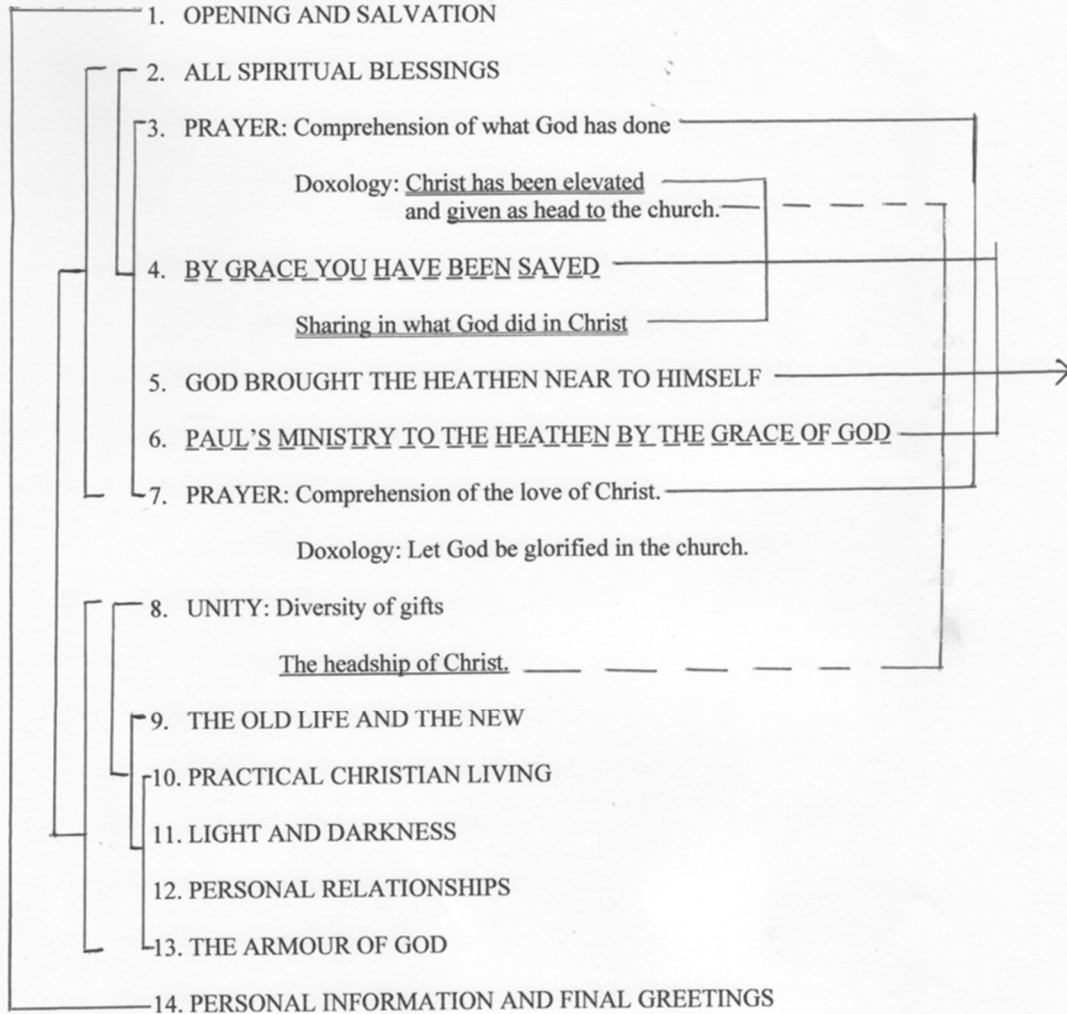 1. OPENING AND SALVATION
2. ALL SPIRITUAL BLESSINGS
3. PRAYER: Comprehension of what God has done
Doxology: Christ has been elevated
and given as head to the church.
4. BY GRACE YOU HAVE BEEN SAVED
Sharing in what God did in Christ
5. GOD BROUGHT THE HEATHEN NEAR TO HIMSELF
6. PAUL'S MINISTRY TO THE HEATHEN BY THE GRACE OF GOD
7. PRAYER: Comprehension of the love of Christ.
Doxology: Let God be glorified in the church.
8. UNITY: Diversity of gifts
The headship of Christ.
9. THE OLD LIFE AND THE NEW
10. PRACTICAL CHRISTIAN LIVING
11. LIGHT AND DARKNESS
12. PERSONAL RELATIONSHIPS
13. THE ARMOUR OF GOD
14. PERSONAL INFORMATION AND FINAL GREETINGS